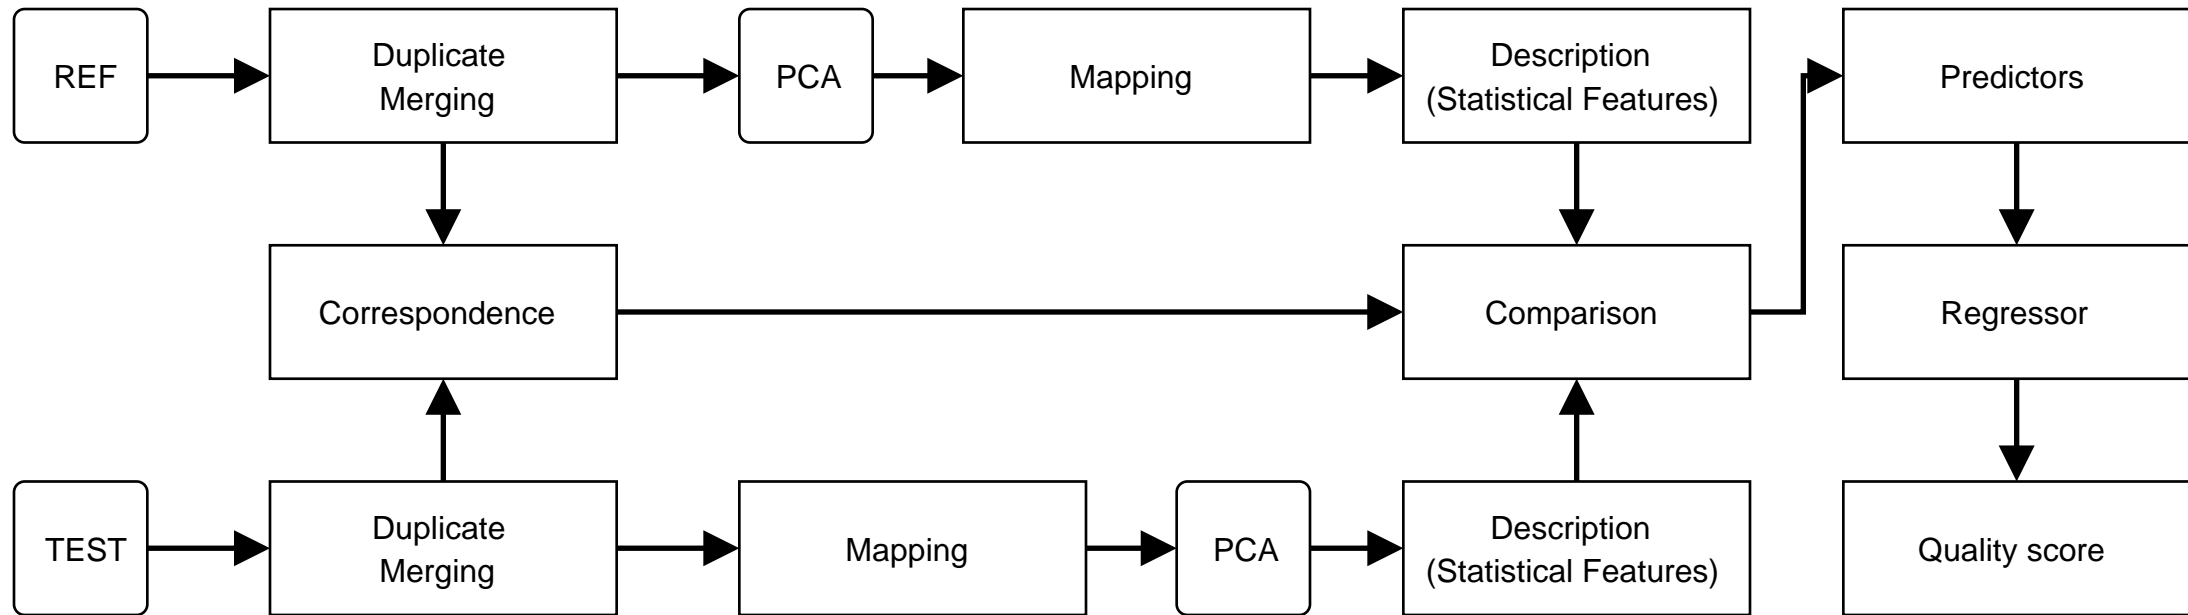 REF
Duplicate
Merging
PCA
Mapping
Description
(Statistical Features)
Predictors
Correspondence
Comparison
Regressor
TEST
Duplicate
Merging
Mapping
PCA
Description
(Statistical Features)
Quality score